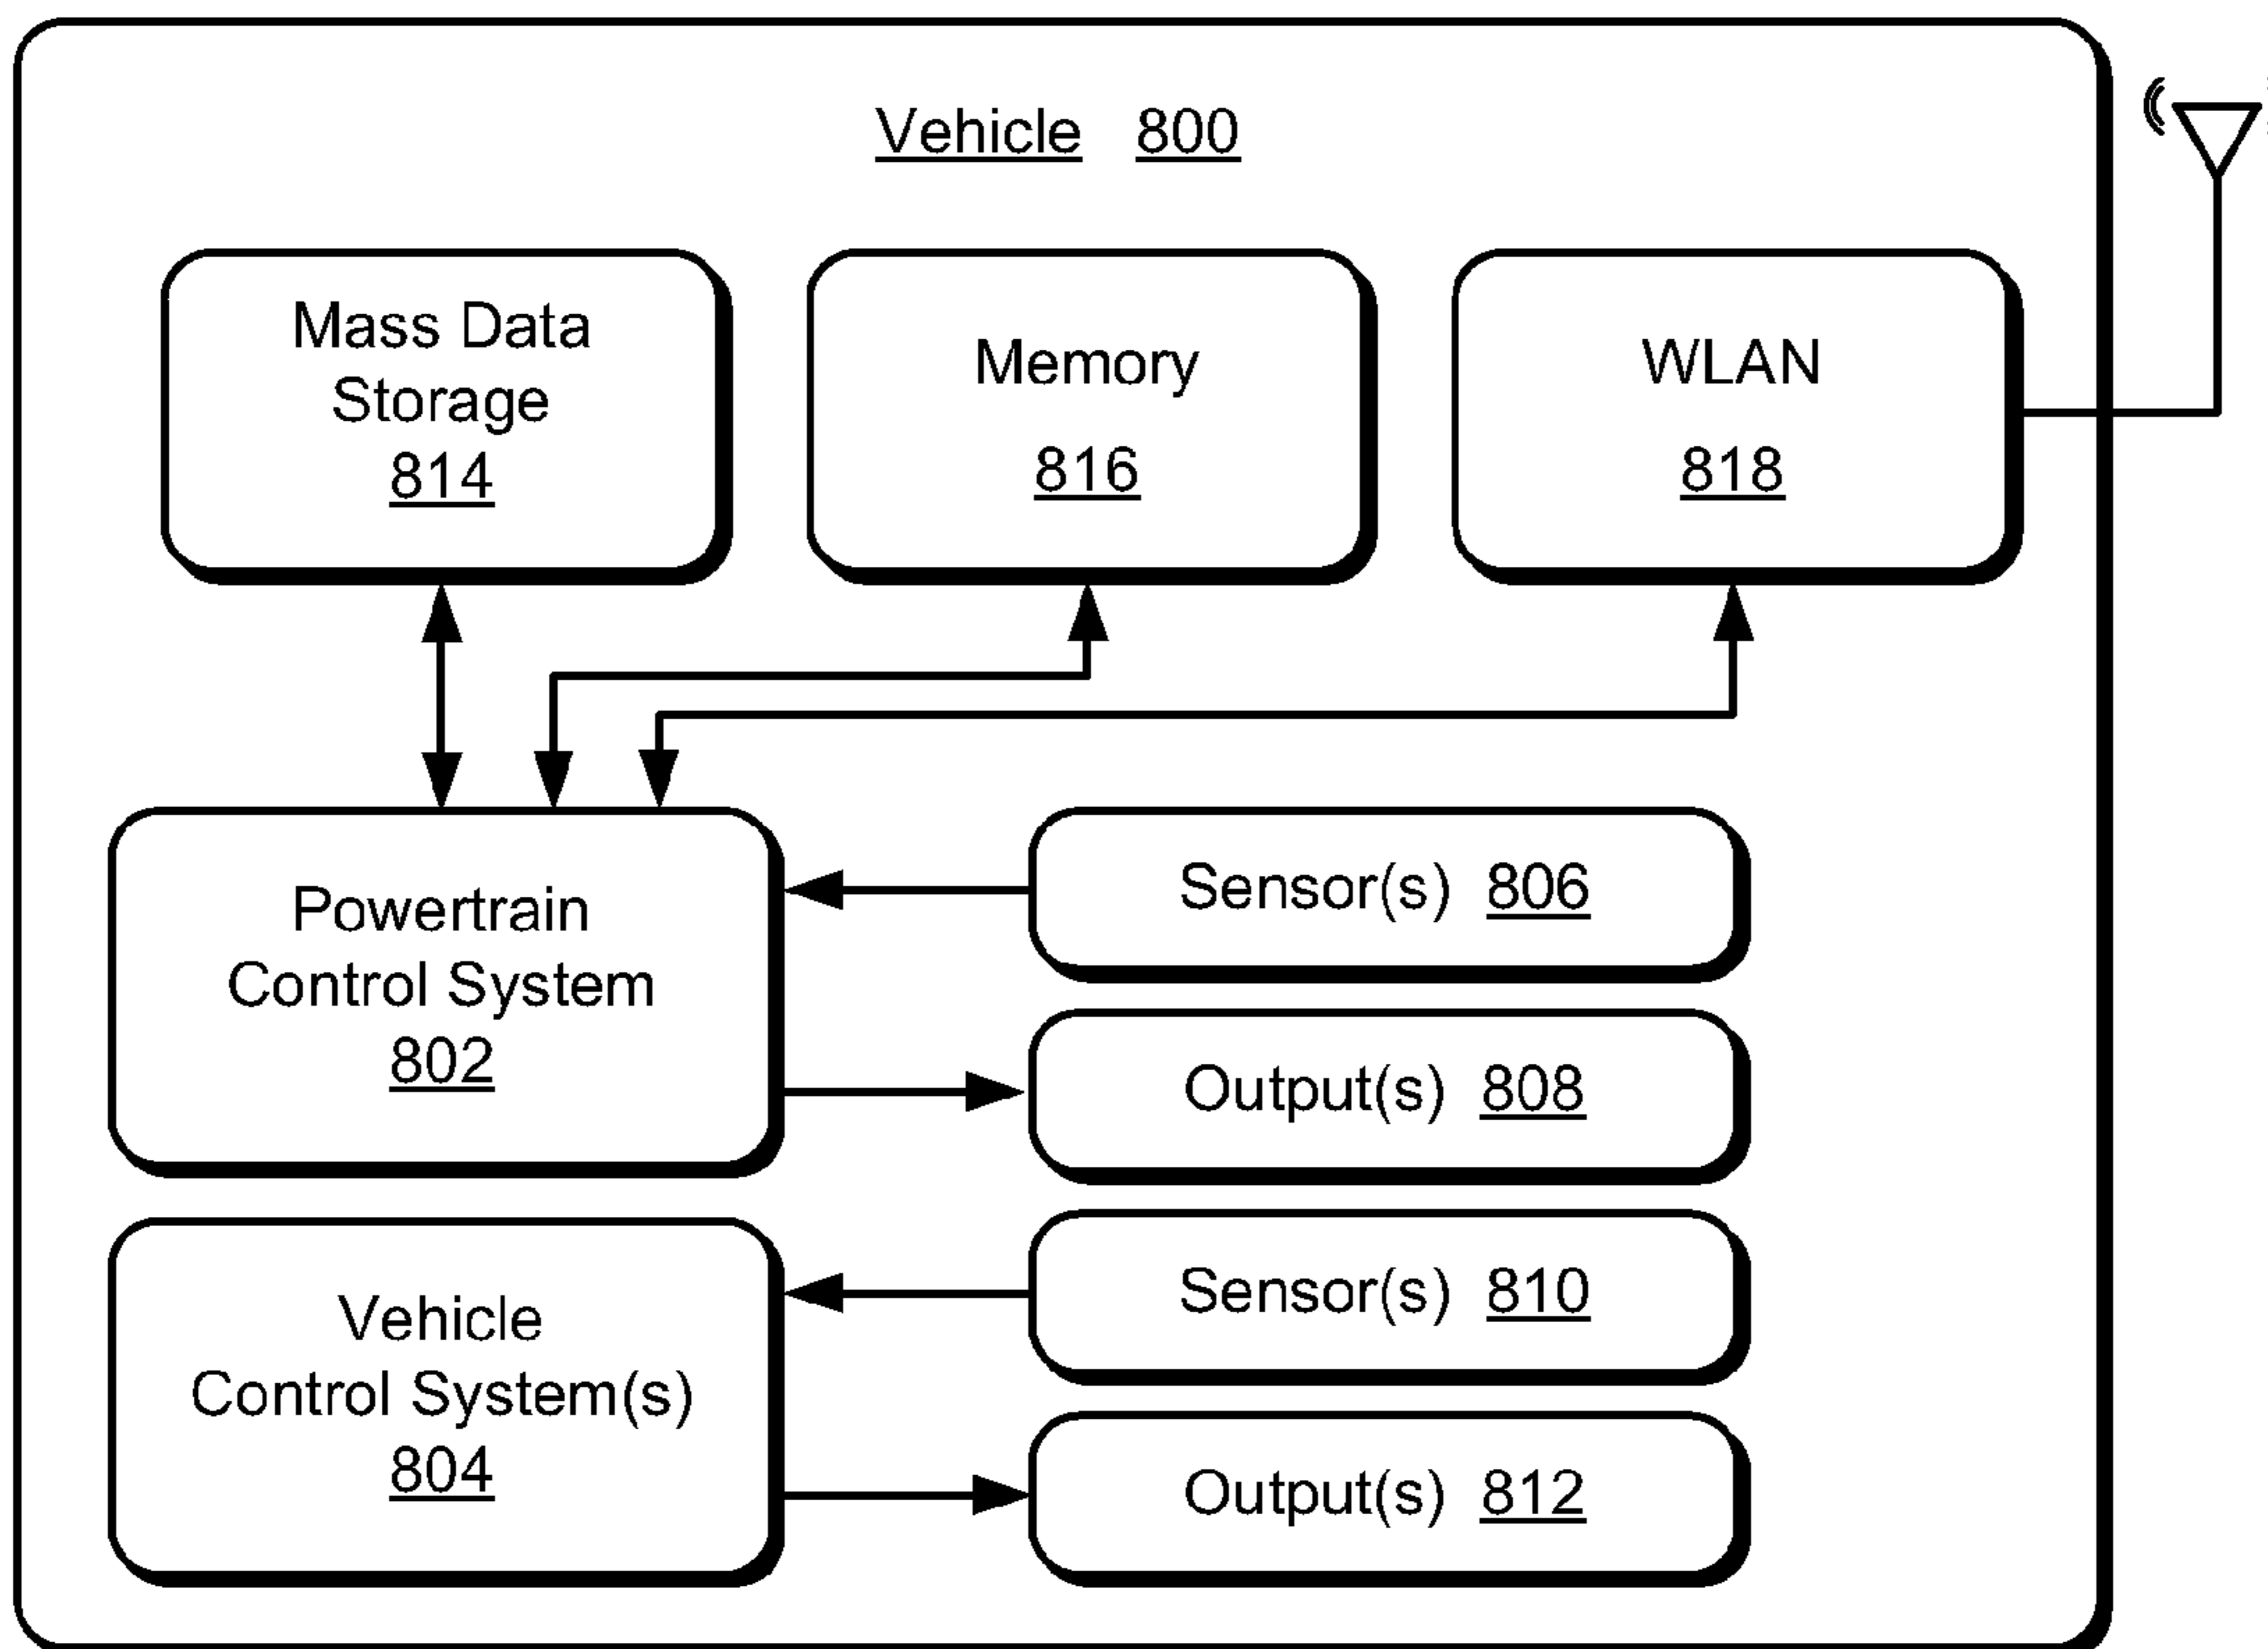 Vehicle 800
Mass Data
Storage
814
Memory
816
WLAN
818
Powertrain
Control System
802
Sensor(s) 806
Output(s) 808
Vehicle
Control System(s)
804
Sensor(s) 810
Output(s) 812